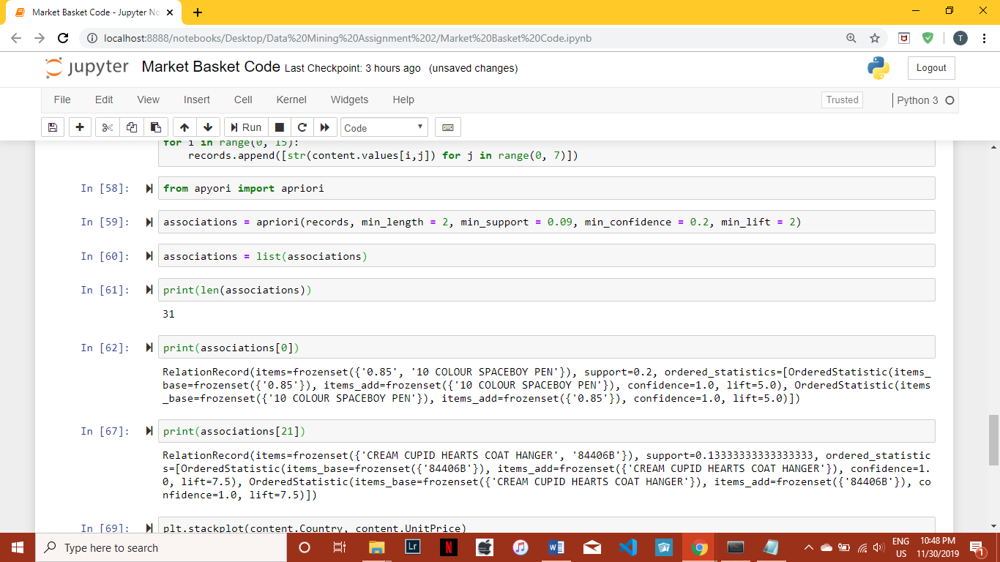 Market Basket Code - Jupyter No
localhost:8888/notebooks/Desktop/Data%20Mining%20Assignment%202/Market%20Basket%20Code.ipynb
T
jupyter Market Basket Code Last Checkpoint: 3 hours ago (unsaved changes)
Logout
File Edit View Insert Cell Kernel Widgets Help
Trusted
Python 3
Run
Code
for i in range(0, 15):
records.append([str(content.values[i,j]) for j in range(0, 7)])
In [58]:
from apyori import apriori
In [59]:
associations = apriori(records, min_length = 2, min_support = 0.09, min_confidence = 0.2, min_lift = 2)
In [60]:
associations = list(associations)
In [61]:
print(len(associations))
31
In [62]:
print(associations[0])
RelationRecord(items=frozenset({'0.85', '10 COLOUR SPACEBOY PEN'}), support=0.2, ordered_statistics=[OrderedStatistic(items_
base=frozenset({'0.85'}), items_add=frozenset({'10 COLOUR SPACEBOY PEN'}), confidence=1.0, lift=5.0), OrderedStatistic(items
_base=frozenset({'10 COLOUR SPACEBOY PEN'}), items_add=frozenset({'0.85'}), confidence=1.0, lift=5.0)])
In [67]:
print(associations[21])
RelationRecord(items=frozenset({'CREAM CUPID HEARTS COAT HANGER', '84406B'}), support=0.13333333333333333, ordered_statistic
s=[OrderedStatistic(items_base=frozenset({'84406B'}), items_add=frozenset({'CREAM CUPID HEARTS COAT HANGER'}), confidence=1.
0, lift=7.5), OrderedStatistic(items_base=frozenset({'CREAM CUPID HEARTS COAT HANGER'}), items_add=frozenset({'84406B'}), co
nfidence=1.0, lift=7.5)])
In [69]:
plt.stackplot(content.Country, content.UnitPrice)
Type here to search
Lr
N
ENG
US
10:48 PM
11/30/2019
1